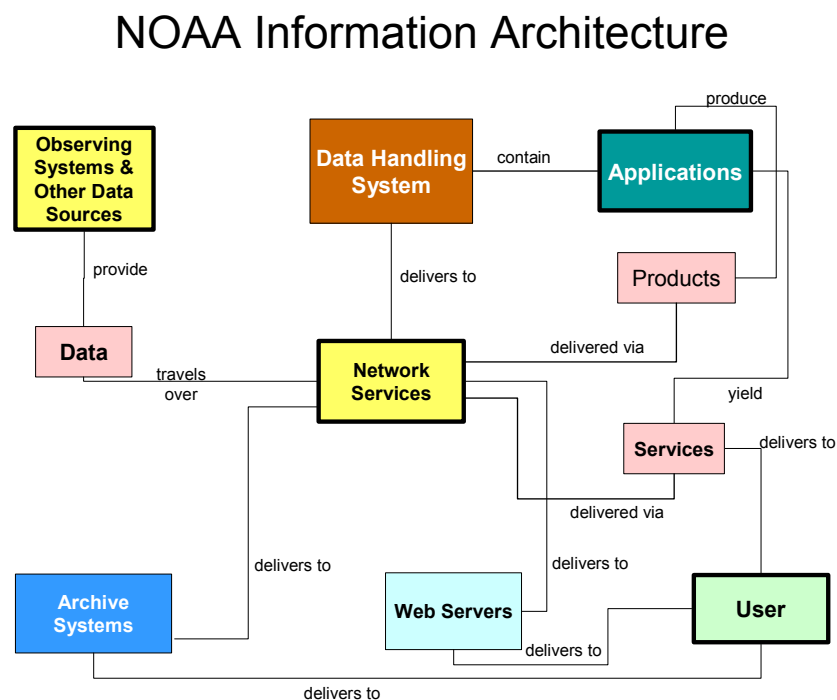 NOAA Information Architecture
produce
Observing
Systems &
Other Data
Sources
Data Handling
System
contain
Applications
provide
delivers to
Products
Data
travels
over
Network
Services
delivered via
yield
Services
delivers to
delivered via
delivers to
delivers to
Archive
Systems
Web Servers
User
delivers to
delivers to